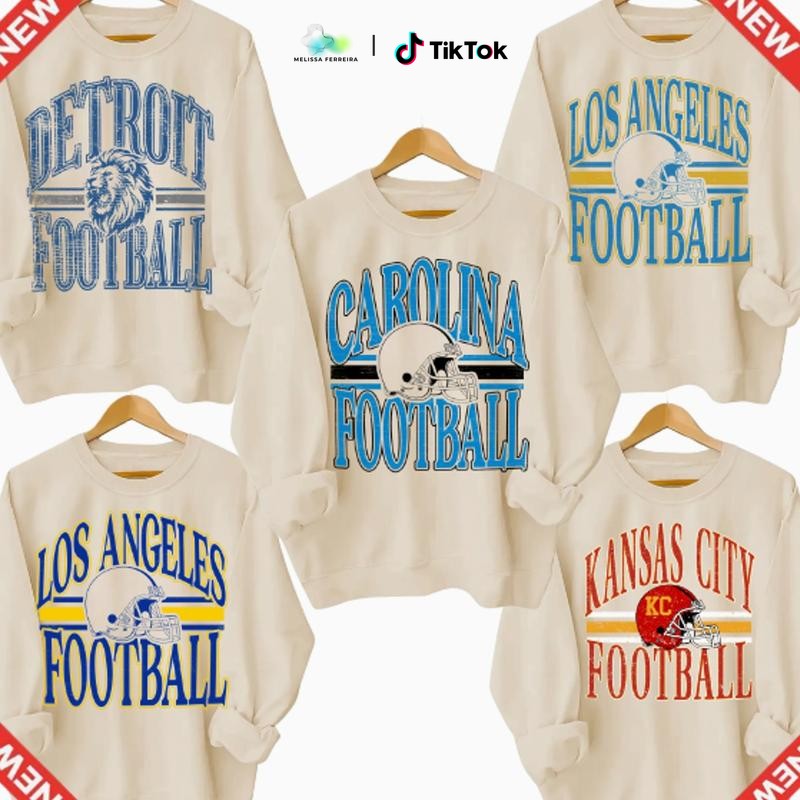 NEW
MELISSA FERREIRA
TikTok
NEW
DETROIT
FOOTBALL
LOS ANGELES
FOOTBALL
CAROLINA
FOOTBALL
LOS ANGELES
FOOTBALL
KANSAS CITY
KC
FOOTBALL
NEW
NEW